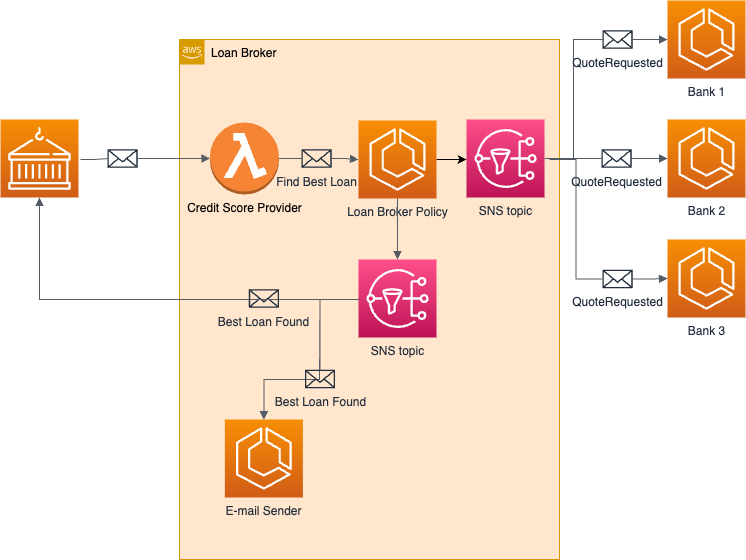 Bank 1
aws
Loan Broker
QuoteRequested
Find Best Loan
Credit Score Provider
Loan Broker Policy
SNS topic
QuoteRequested
Bank 2
QuoteRequested
Bank 3
Best Loan Found
SNS topic
Best Loan Found
E-mail Sender